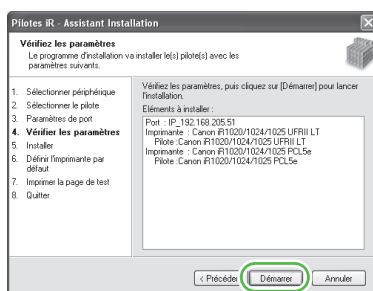 Pilotes iR - Assistant Installation
Vérifiez les paramètres
Le programme d'installation va installer le(s) pilote(s) avec les
paramètres suivants.
1. Sélectionner périphérique
2. Sélectionner le pilote
3. Paramètres de port
4. Vérifier les paramètres
5. Installer
6. Définir l'imprimante par
défaut
7. Imprimer la page de test
8. Quitter
Vérifiez les paramètres, puis cliquez sur [Démarrer] pour lancer
l'installation.
Eléments à installer :
Port : IP_192.168.205.51
Imprimante : Canon iR1020/1024/1025 UFRII LT
Pilote :Canon iR1020/1024/1025 UFRII LT
Imprimante : Canon iR1020/1024/1025 PCL5e
Pilote :Canon iR1020/1024/1025 PCL5e
< Précéder
Démarrer
Annuler